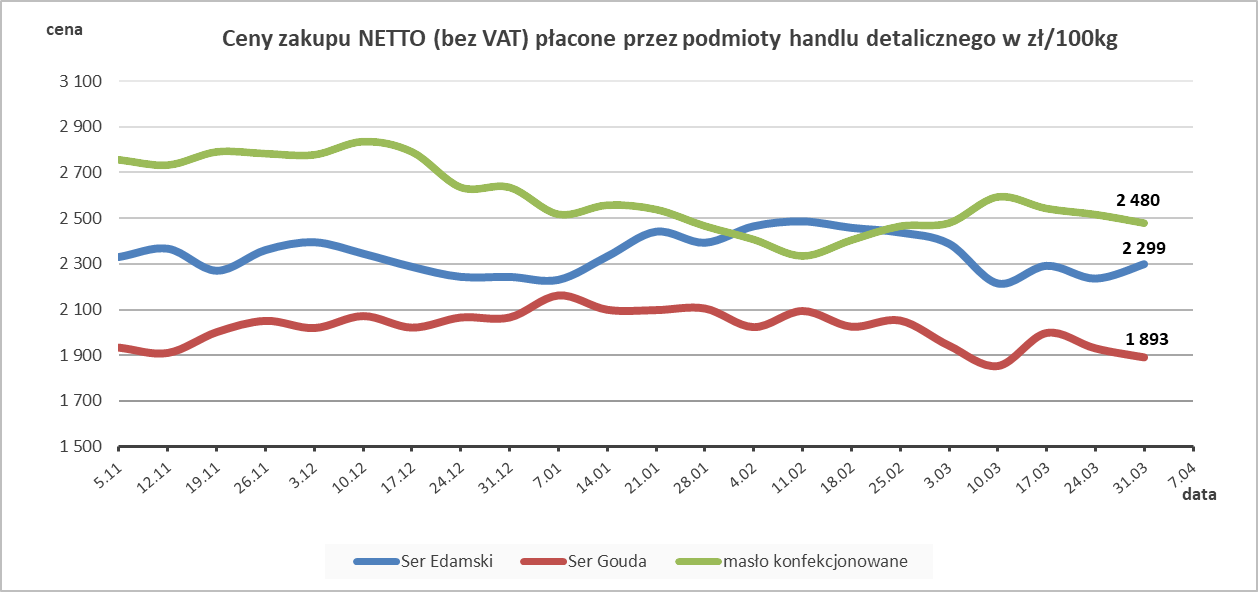 cena
Ceny zakupu NETTO (bez VAT) płacone przez podmioty handlu detalicznego w zł/100kg
3 100
2 900
2 700
2 500
2 300
2 100
1 900
1 700
1 500
2 480
2 299
1 893
5.11 12.11 19.11 26.11 3.12 10.12 17.12 24.12 31.12 7.01 14.01 21.01 28.01 4.02 11.02 18.02 25.02 3.03 10.03 17.03 24.03 31.03 7.04
data
Ser Edamski Ser Gouda masło konfekcjonowane